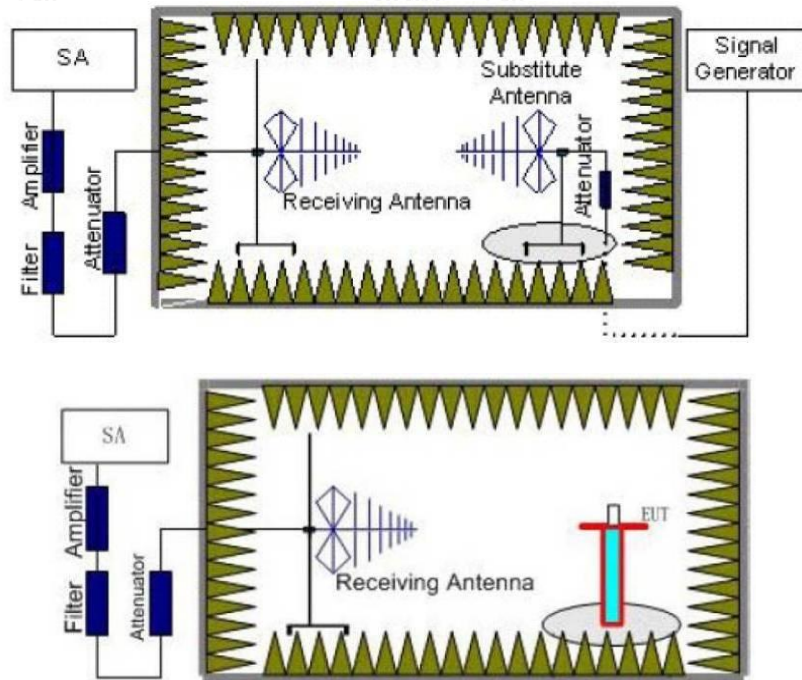 SA
Signal
Generator
Substitute
Antenna
Amplifier
Attenuator
Attenuator
Receiving Antenna
Filter
SA
EUT
Amplifier
Receiving Antenna
Filter
Attenuator